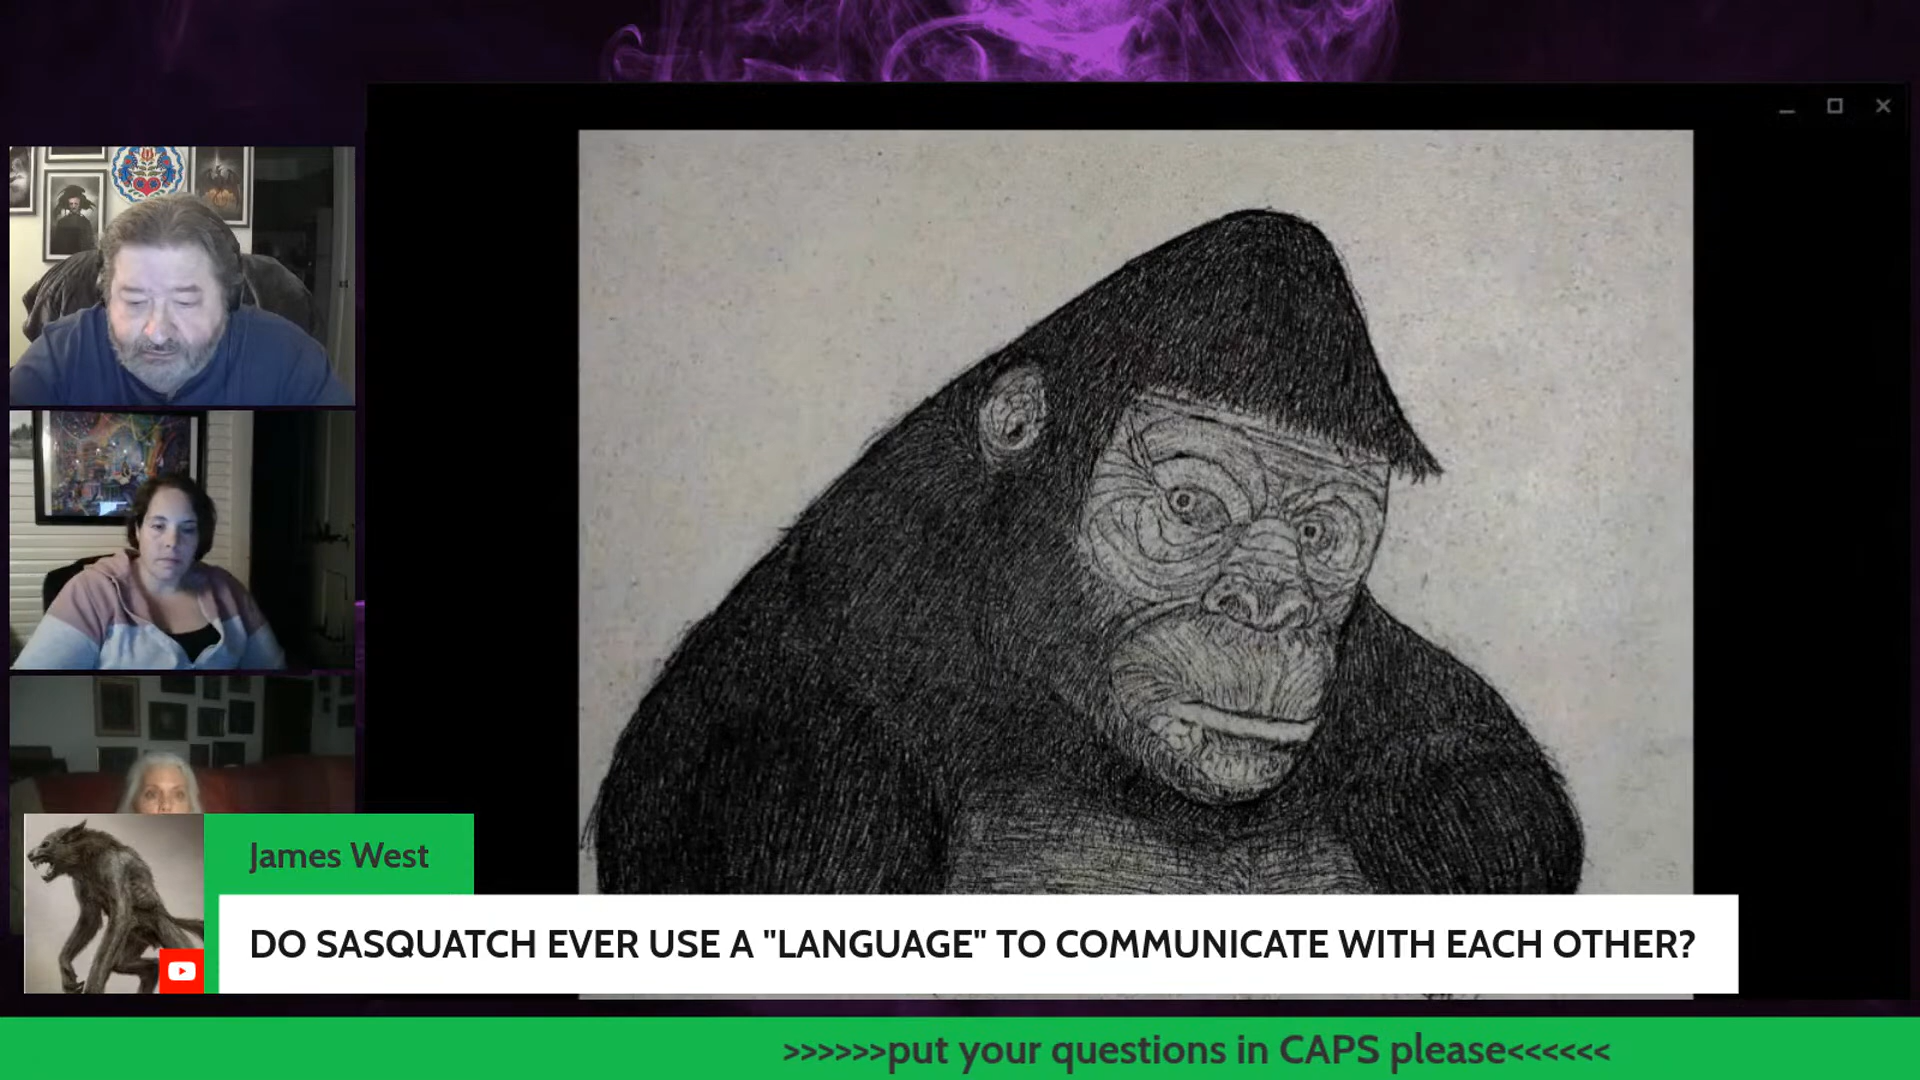 James West
DO SASQUATCH EVER USE A "LANGUAGE" TO COMMUNICATE WITH EACH OTHER?
>>>>>>put your questions in CAPS please<<<<<<